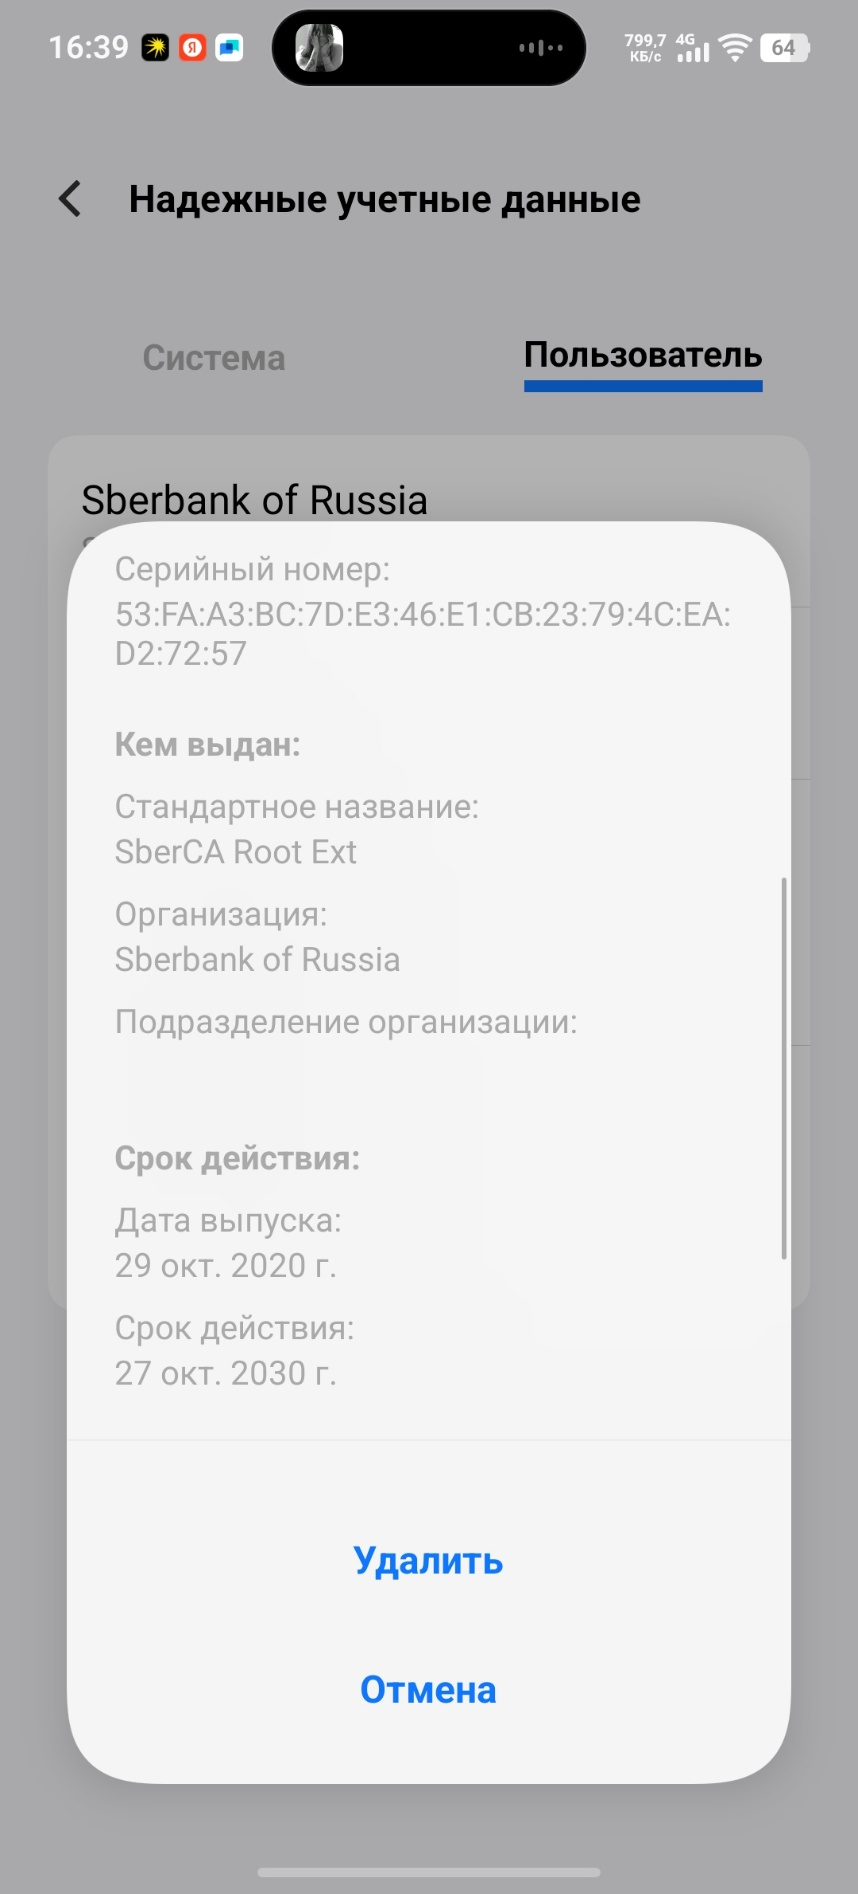 16:39
799,7
КБ/с
4G
64
Надежные учетные данные
Система
Пользователь
Sberbank of Russia
Серийный номер:
53:FA:A3:BC:7D:E3:46:E1:CB:23:79:4C:EA:
D2:72:57
Кем выдан:
Стандартное название:
SberCA Root Ext
Организация:
Sberbank of Russia
Подразделение организации:
Срок действия:
Дата выпуска:
29 окт. 2020 г.
Срок действия:
27 окт. 2030 г.
Удалить
Отмена